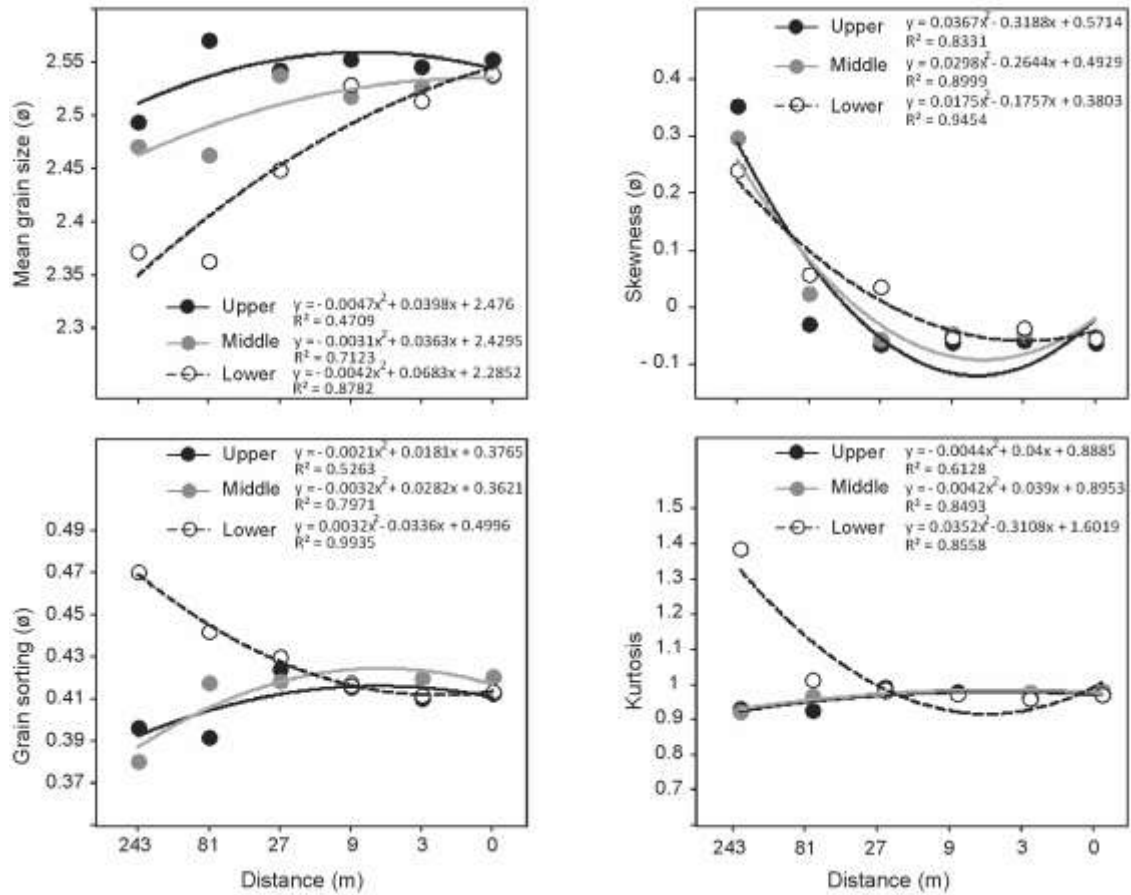 Mean grain size (ø)
2.55
2.5
2.45
2.4
2.35
2.3
Upper y = - 0.0047x2 + 0.0398x + 2.476
R² = 0.4709
Middle y = - 0.0031x2 + 0.0363x + 2.4295
R² = 0.7123
Lower y = - 0.0042x2 + 0.0683x + 2.2852
R² = 0.8782
Skewness (ø)
0.4
0.3
0.2
0.1
0
- 0.1
Upper y = 0.0367x2 - 0.3188x + 0.5714
R² = 0.8331
Middle y = 0.0298x2 - 0.2644x + 0.4929
R² = 0.8999
Lower y = 0.0175x2 - 0.1757x + 0.3803
R² = 0.9454
Grain sorting (ø)
0.49
0.47
0.45
0.43
0.41
0.39
0.37
Upper y = -0.0021x2 + 0.0181x + 0.3765
R² = 0.5263
Middle y = -0.0032x2 + 0.0282x + 0.3621
R² = 0.7971
Lower y = 0.0032x2 - 0.0336x + 0.4996
R² = 0.9935
243 81 27 9 3 0
Distance (m)
Kurtosis
1.5
1.4
1.3
1.2
1.1
1
0.9
0.8
0.7
Upper y = -0.0044x2 + 0.04x + 0.8885
R² = 0.6128
Middle y = -0.0042x2 + 0.039x + 0.8953
R² = 0.8493
Lower y = 0.0352x2 - 0.3108x + 1.6019
R² = 0.8558
243 81 27 9 3 0
Distance (m)